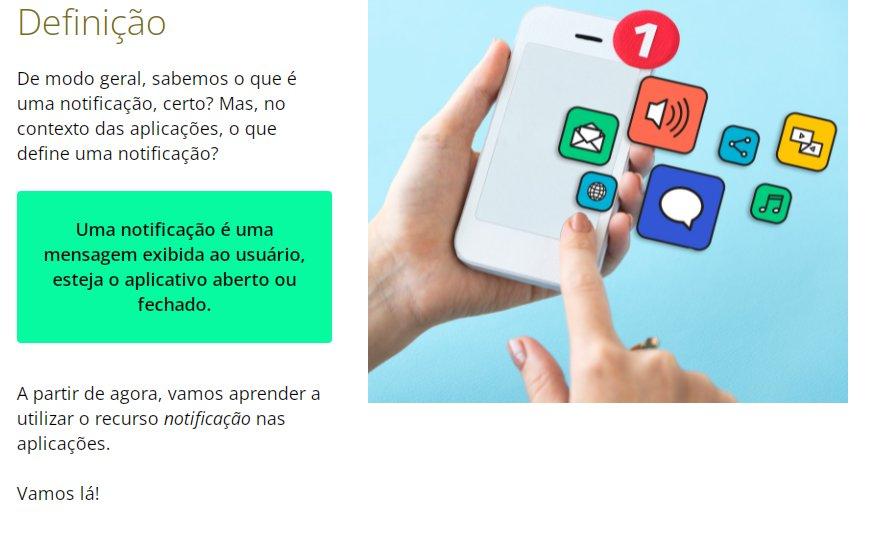 Definição
De modo geral, sabemos o que é
uma notificação, certo? Mas, no
contexto das aplicações, o que
define uma notificação?
Uma notificação é uma
mensagem exibida ao usuário,
esteja o aplicativo aberto ou
fechado.
A partir de agora, vamos aprender a
utilizar o recurso notificação nas
aplicações.
Vamos lá!
1